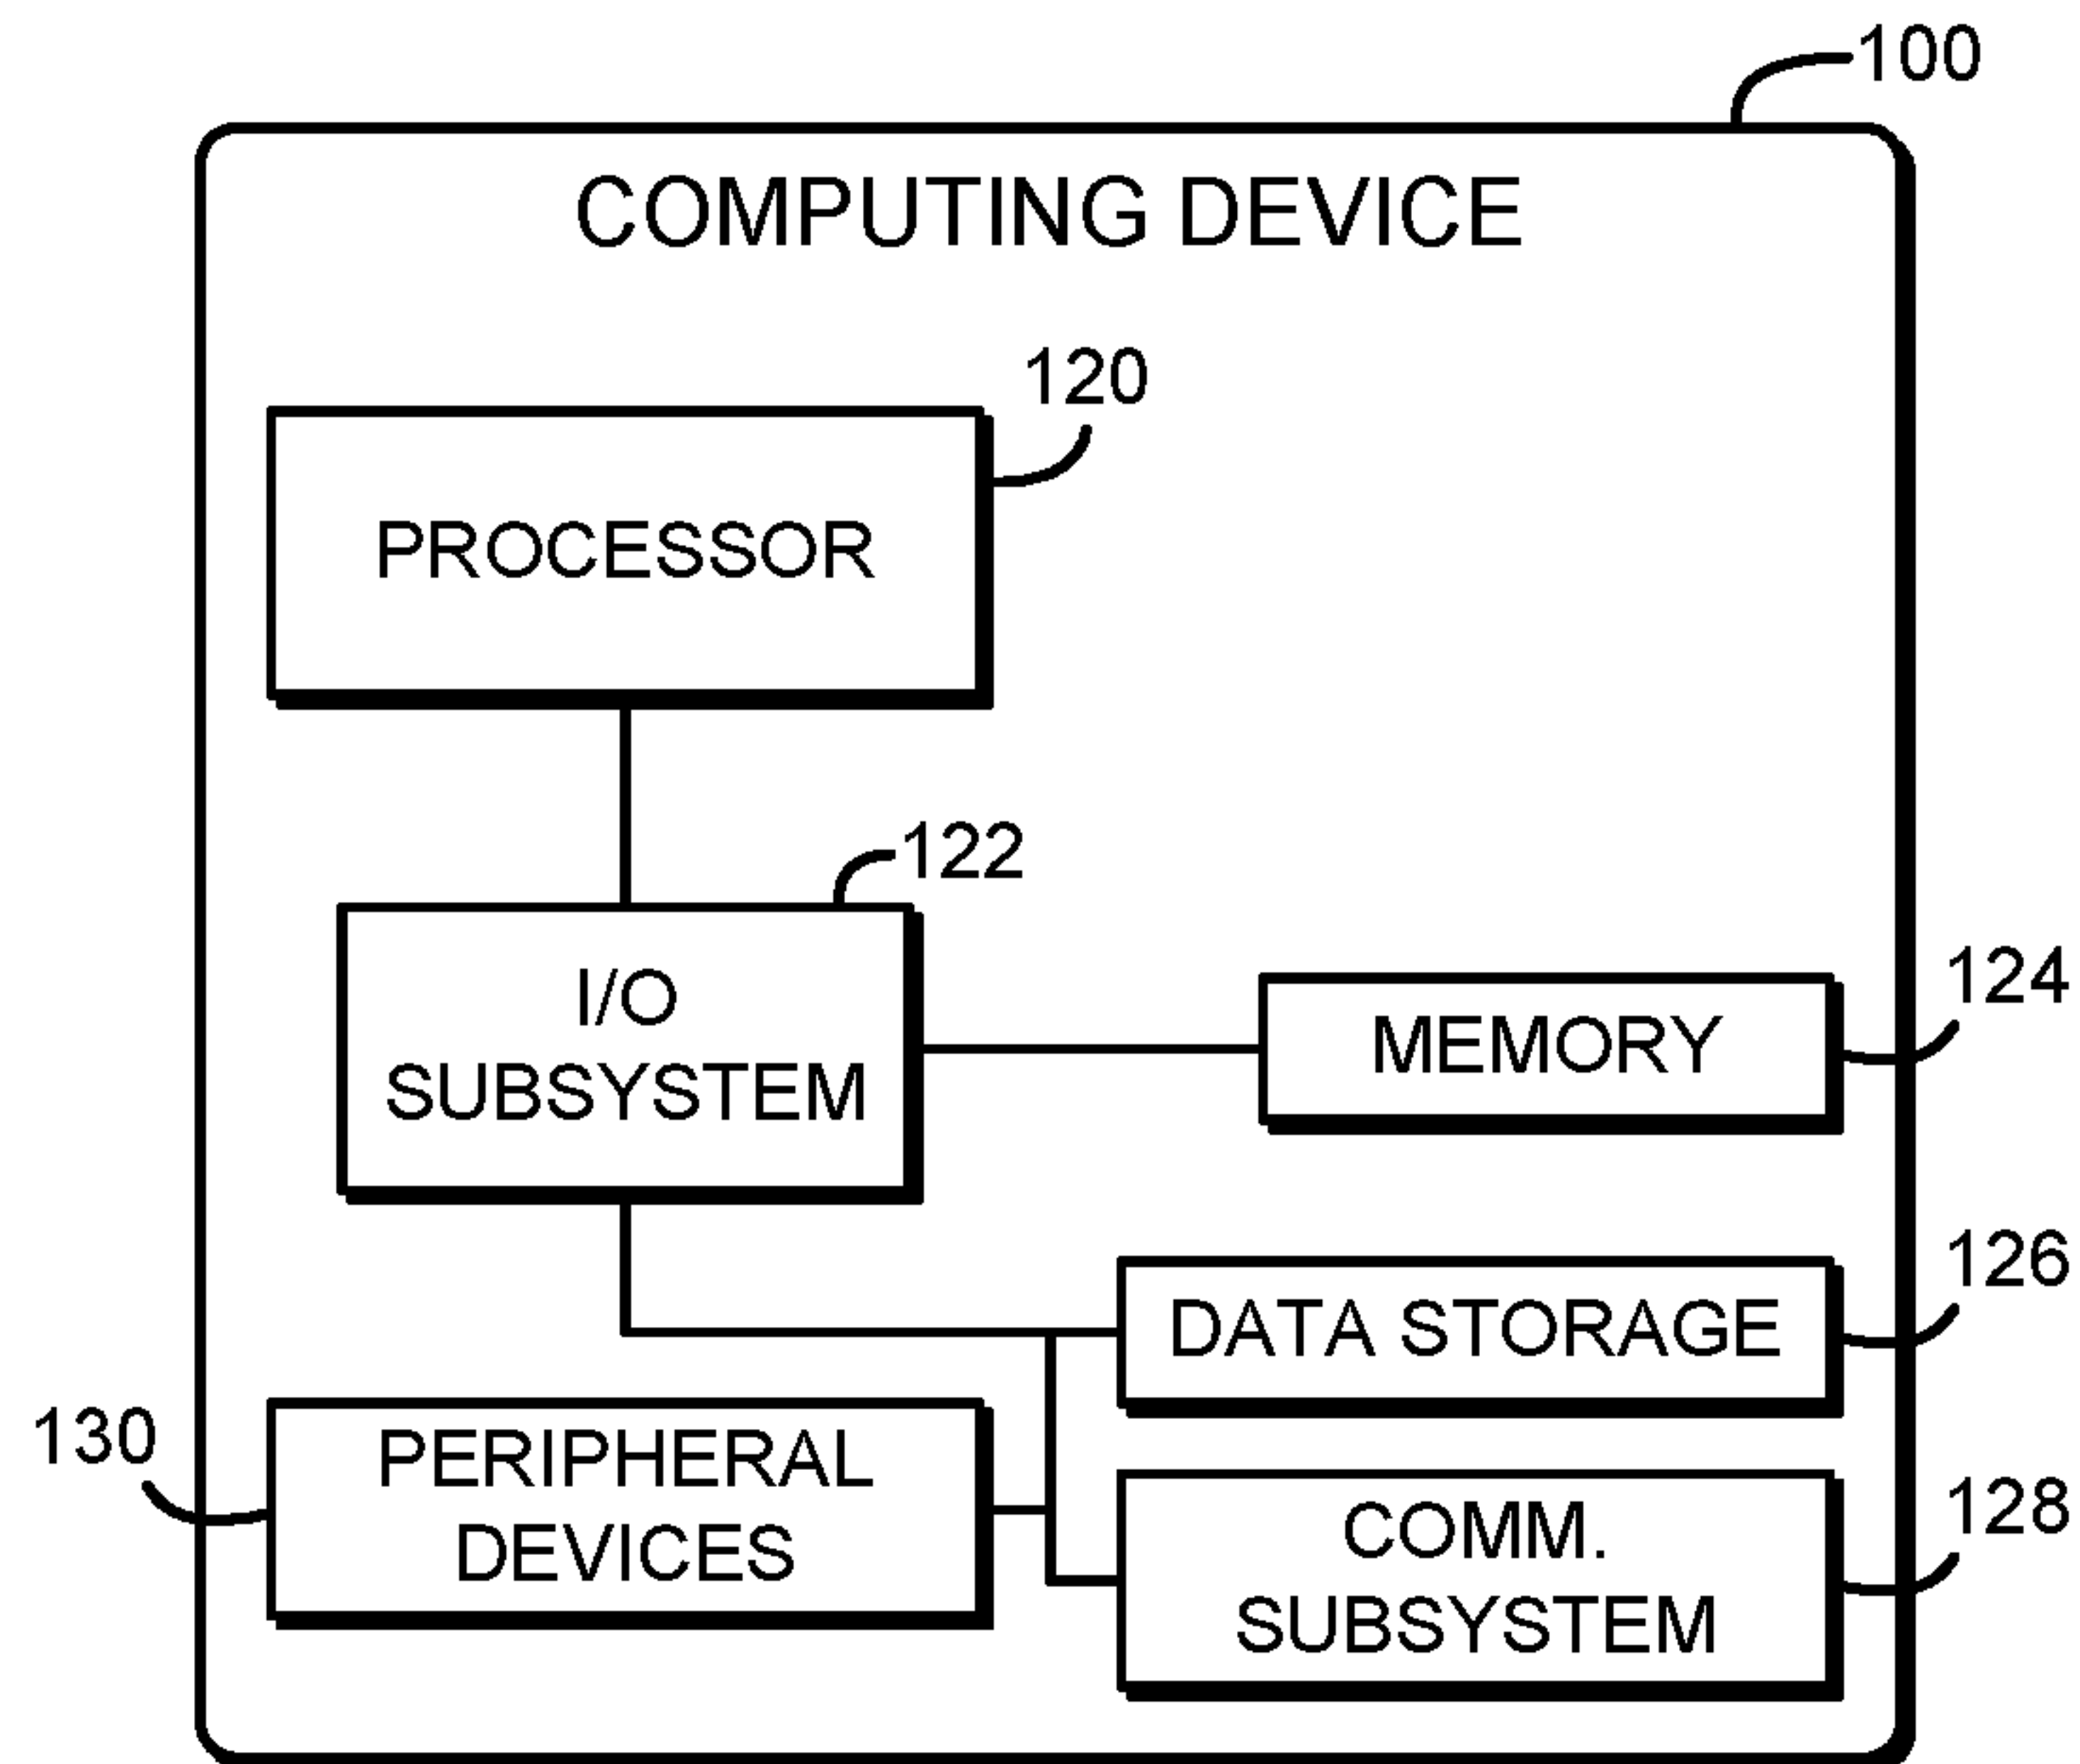 100
COMPUTING DEVICE
120
PROCESSOR
122
I/O
SUBSYSTEM
124
MEMORY
126
DATA STORAGE
130
PERIPHERAL
DEVICES
128
COMM.
SUBSYSTEM